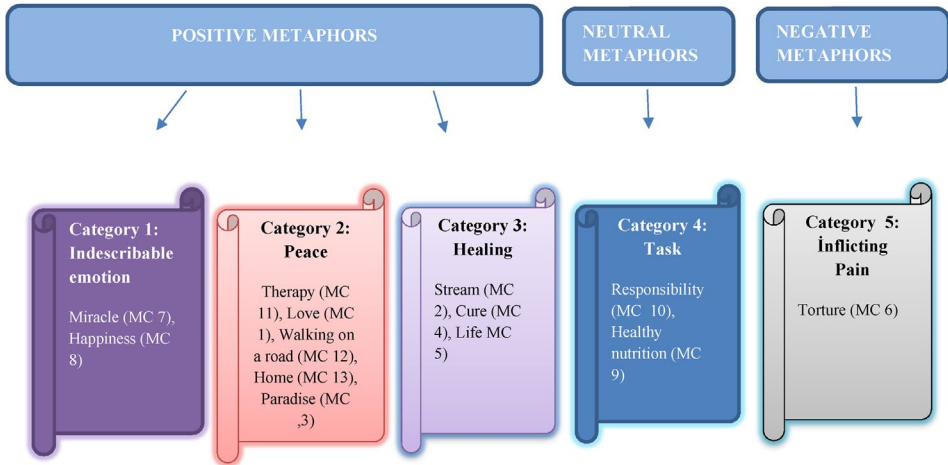 POSITIVE METAPHORS
NEUTRAL
METAPHORS
NEGATIVE
METAPHORS
Category 1:
Indescribable
emotion
Miracle (MC 7),
Happiness (MC
8)
Category 2:
Peace
Therapy (MC
11), Love (MC
1), Walking on
a road (MC 12),
Home (MC 13),
Paradise (MC
,3)
Category 3:
Healing
Stream (MC
2), Cure (MC
4), Life MC
5)
Category 4:
Task
Responsibility
(MC 10),
Healthy
nutrition (MC
9)
Category 5:
İnflicting
Pain
Torture (MC 6)